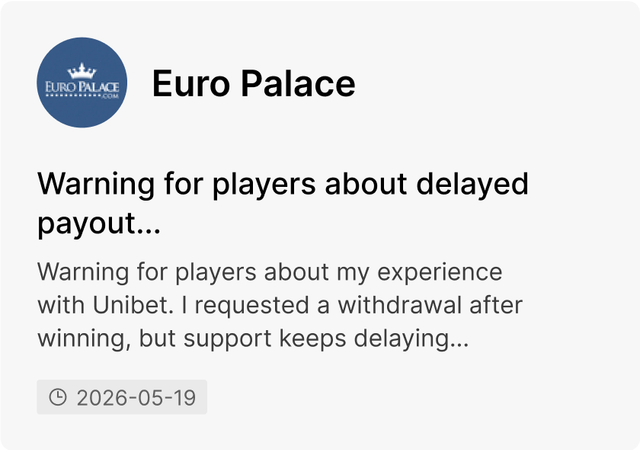 EURO PALACE
.COM
Euro Palace
Warning for players about delayed
payout...
Warning for players about my experience
with Unibet. I requested a withdrawal after
winning, but support keeps delaying...
2026-05-19